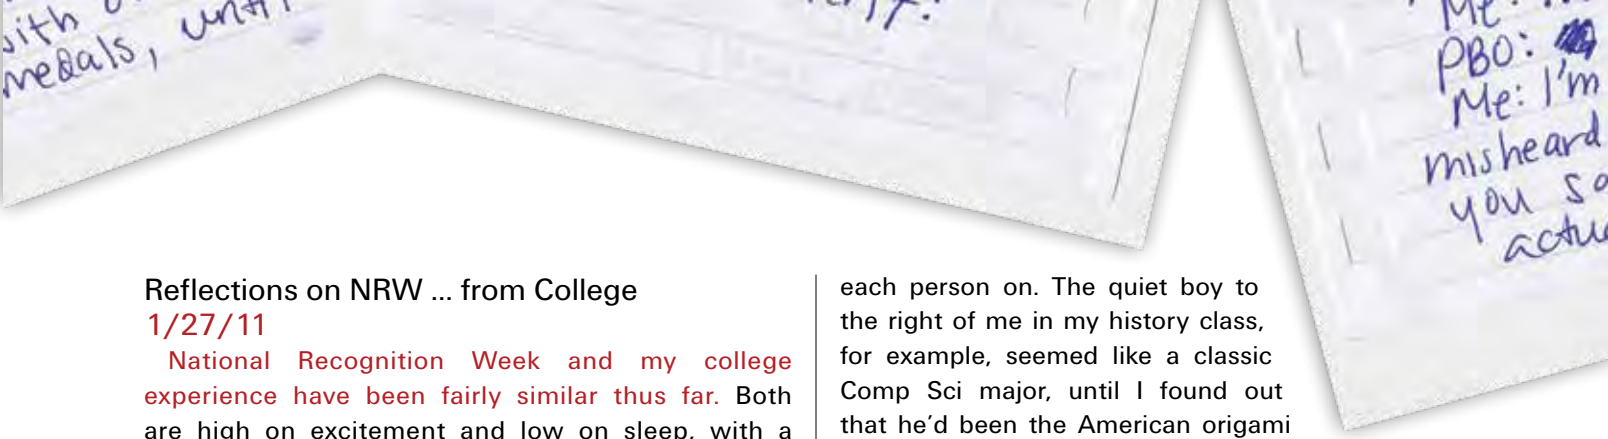 with
medals, until
Me:
PBO:
Me: I'm
misheard
you
Reflections on NRW ... from College
1/27/11
National Recognition Week and my college
experience have been fairly similar thus far. Both
are high on excitement and low on sleep, with a
each person on. The quiet boy to
the right of me in my history class,
for example, seemed like a classic
Comp Sci major, until I found out
that he'd been the American origami